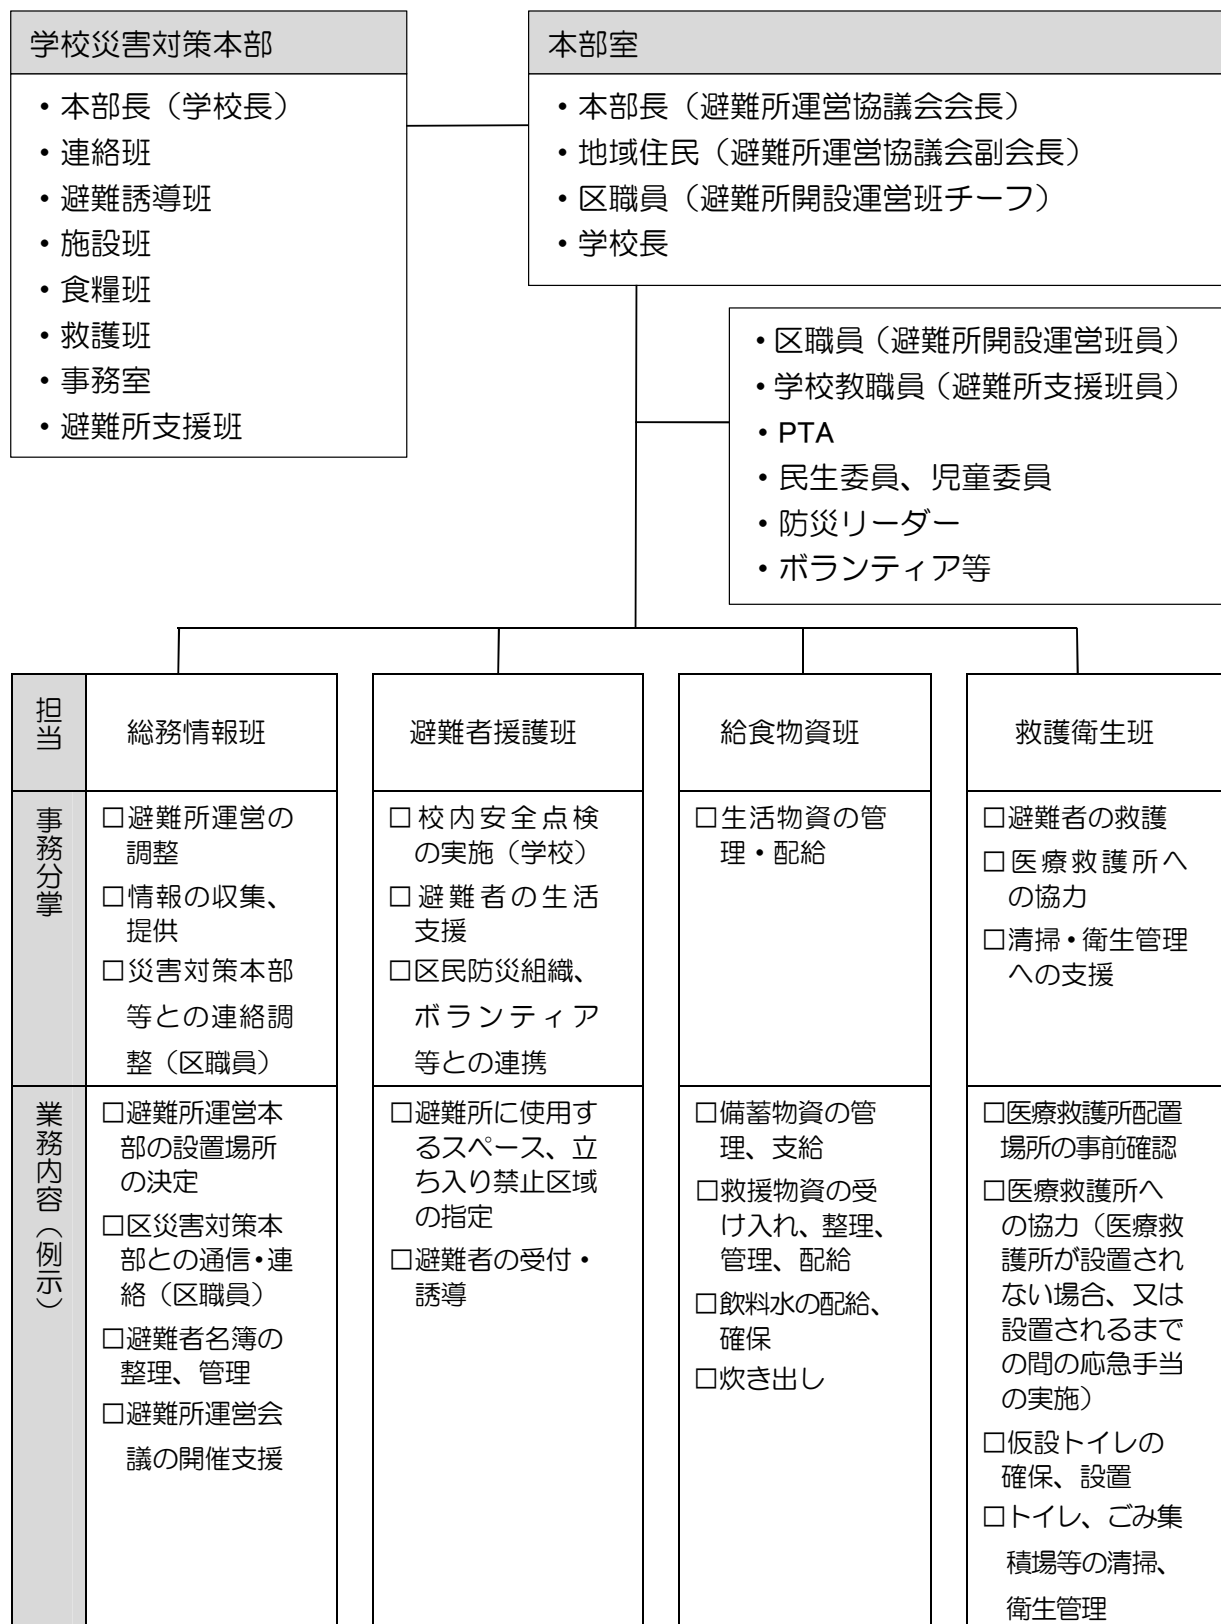 学校災害対策本部
・本部長（学校長）
・連絡班
・避難誘導班
・施設班
・食糧班
・救護班
・事務室
・避難所支援班
本部室
・本部長（避難所運営協議会会長）
・地域住民（避難所運営協議会副会長）
・区職員（避難所開設運営班チーフ）
・学校長
・区職員（避難所開設運営班員）
・学校教職員（避難所支援班員）
・PTA
・民生委員、児童委員
・防災リーダー
・ボランティア等
担当
総務情報班
避難者援護班
給食物資班
救護衛生班
事務分掌
□避難所運営の
調整
□情報の収集、
提供
□災害対策本部
等との連絡調
整（区職員）
□校内安全点検
の実施（学校）
□避難者の生活
支援
□区民防災組織、
ボランティア
等との連携
□生活物資の管
理・配給
□避難者の救護
□医療救護所へ
の協力
□清掃・衛生管理
への支援
業務内容（例示）
□避難所運営本
部の設置場所
の決定
□区災害対策本
部との通信・連
絡（区職員）
□避難者名簿の
整理、管理
□避難所運営会
議の開催支援
□避難所に使用す
るスペース、立
ち入り禁止区域
の指定
□避難者の受付・
誘導
□備蓄物資の管
理、支給
□救援物資の受
け入れ、整理、
管理、配給
□飲料水の配給、
確保
□炊き出し
□医療救護所配置
場所の事前確認
□医療救護所へ
の協力（医療救
護所が設置され
ない場合、又は
設置されるまで
の間の応急手当
の実施）
□仮設トイレの
確保、設置
□トイレ、ごみ集
積場等の清掃、
衛生管理